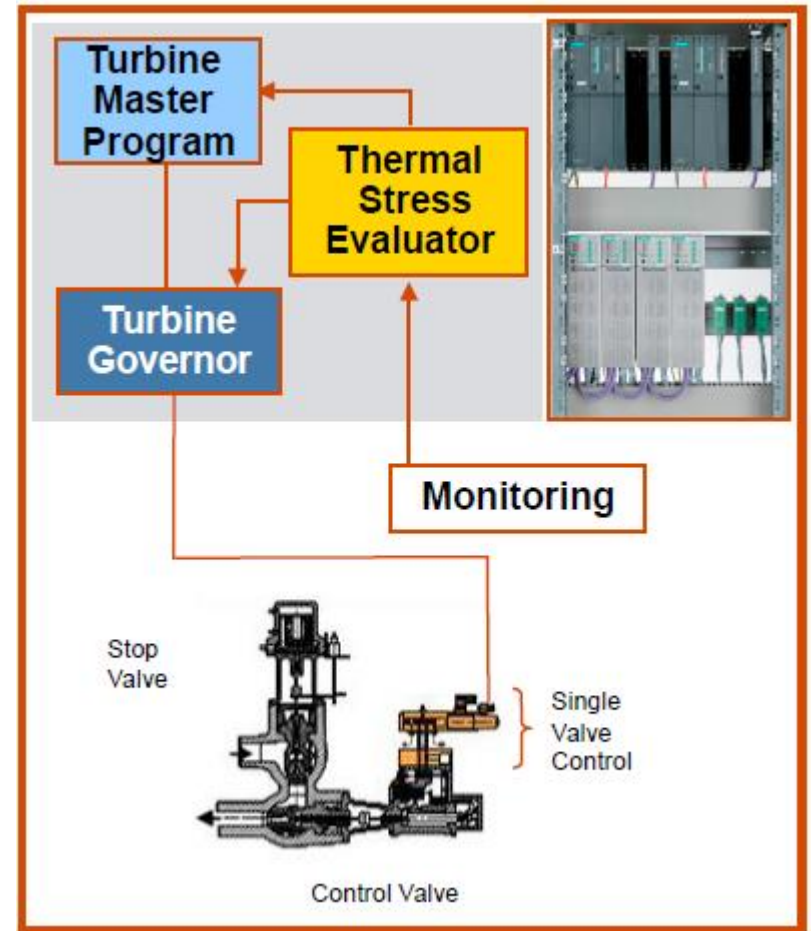 Turbine
Master
Program
Thermal
Stress
Evaluator
Turbine
Governor
Monitoring
Stop
Valve
Single
Valve
Control
Control Valve